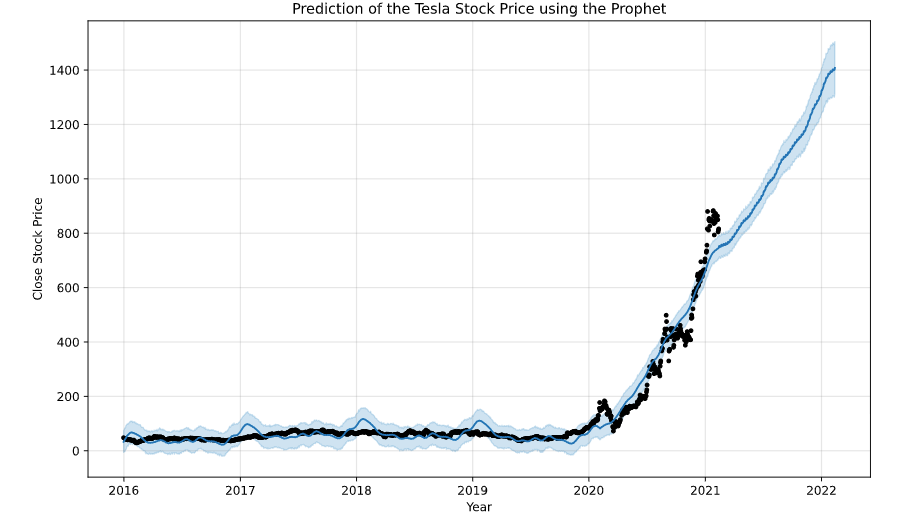 Prediction of the Tesla Stock Price using the Prophet
1400
1200
1000
800
600
400
200
0
Close Stock Price
2016 2017 2018 2019 2020 2021 2022
Year